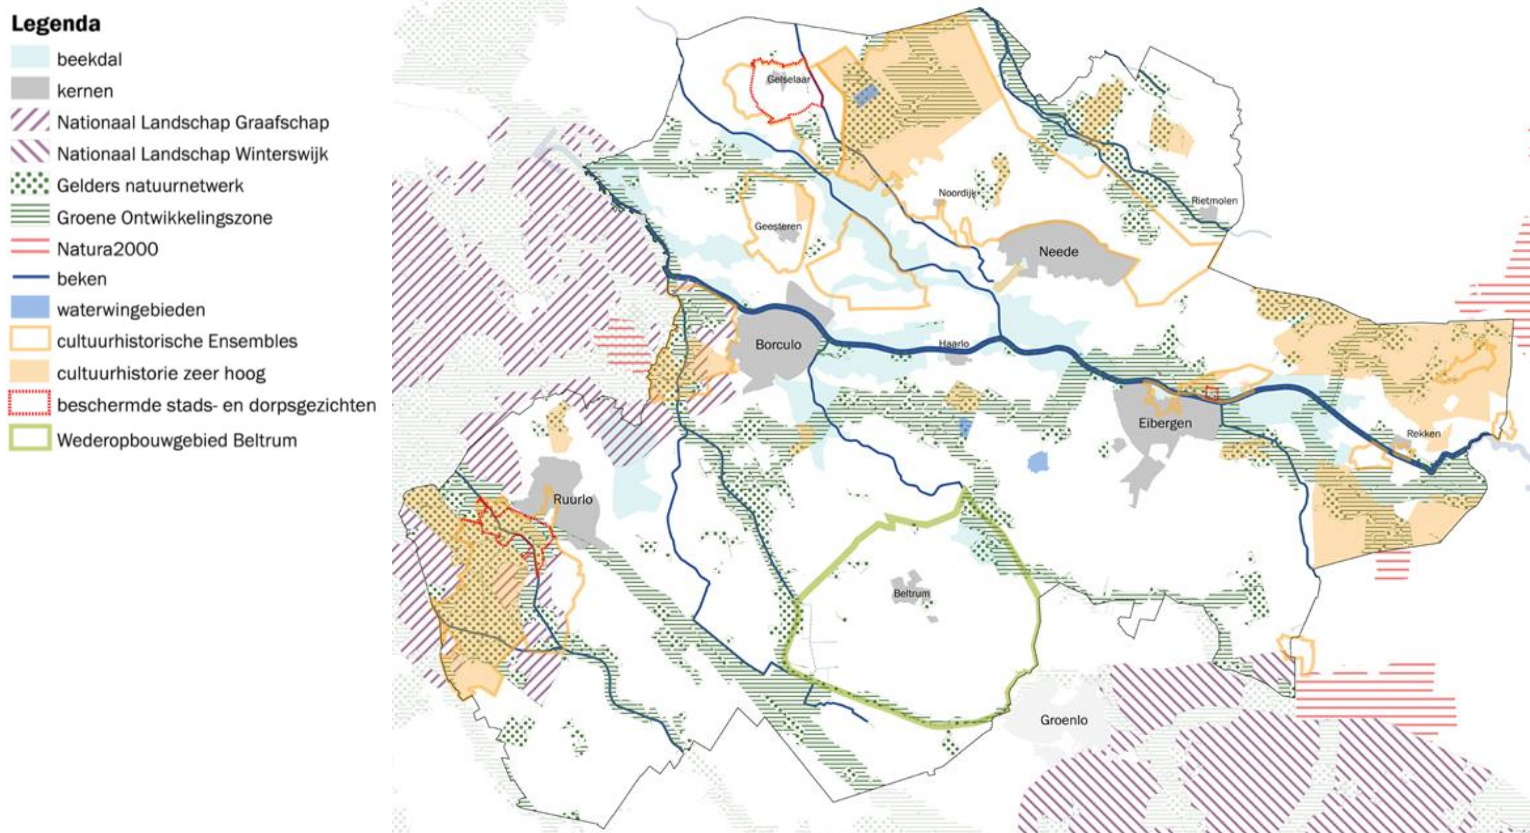 Legenda
beekdal
kernen
Nationaal Landschap Graafschap
Nationaal Landschap Winterswijk
Gelders natuurnetwerk
Groene Ontwikkelingszone
Natura2000
beken
waterwingebieden
cultuurhistorische Ensembles
cultuurhistorie zeer hoog
beschermde stads- en dorpsgezichten
Wederopbouwgebied Beltrum
Gelselaar
Noordijk
Rietmolen
Geesteren
Neede
Borculo
Haarlo
Eibergen
Rekken
Ruurlo
Beltrum
Groenlo